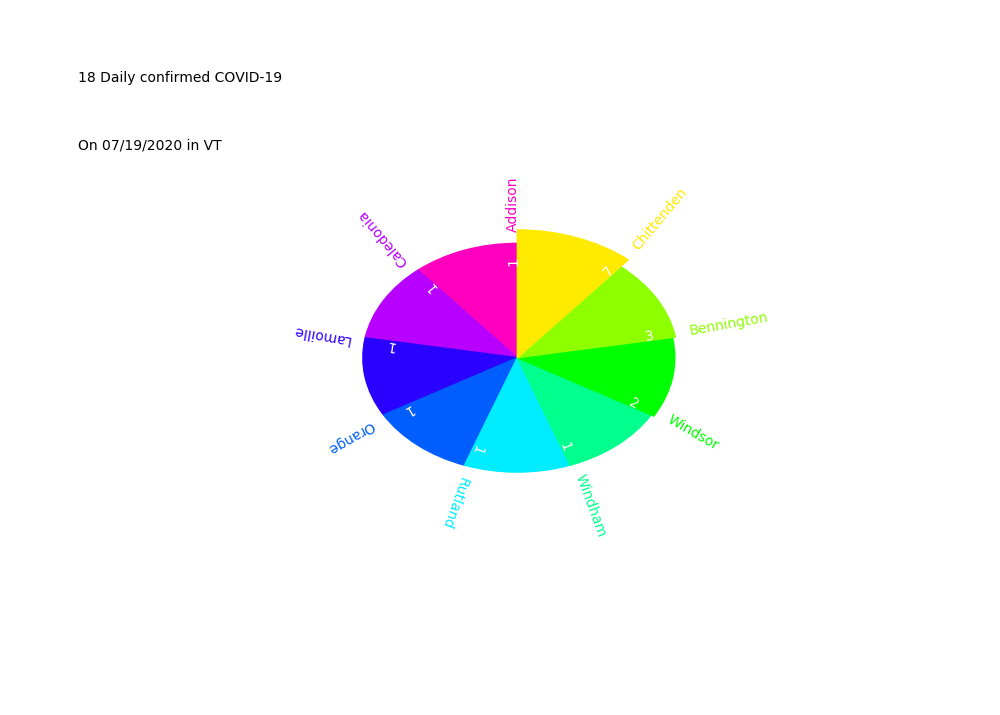 18 Daily confirmed COVID-19
On 07/19/2020 in VT
Addison
1
Chittenden
7
Bennington
3
Windsor
2
Windham
1
Rutland
1
Orange
1
Lamoille
1
Caledonia
1